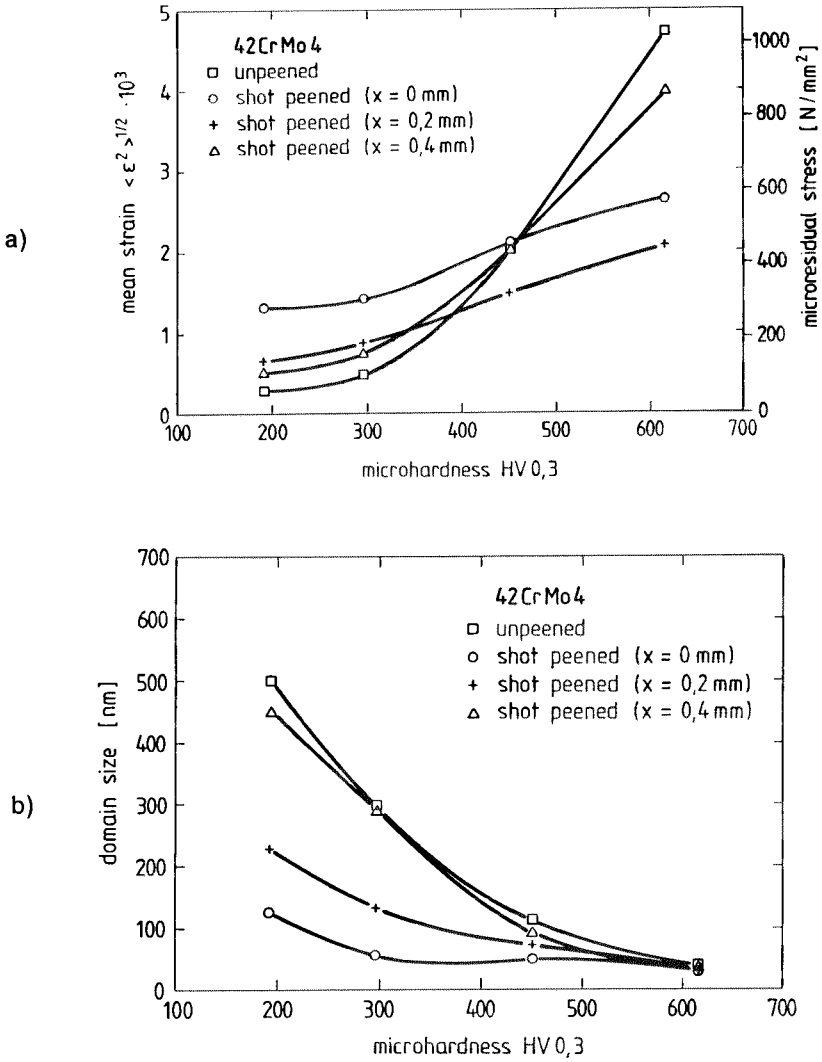 a)
42CrMo4
unpeened
shot peened (x = 0 mm)
shot peened (x = 0,2 mm)
shot peened (x = 0,4 mm)
mean strain < ε² >^1/2 · 10³
5
4
3
2
1
0
microresidual stress [N/mm²]
1000
800
600
400
200
0
100 200 300 400 500 600 700
microhardness HV 0,3
b)
42CrMo4
unpeened
shot peened (x = 0 mm)
shot peened (x = 0,2 mm)
shot peened (x = 0,4 mm)
domain size [nm]
700
600
500
400
300
200
100
0
100 200 300 400 500 600 700
microhardness HV 0,3